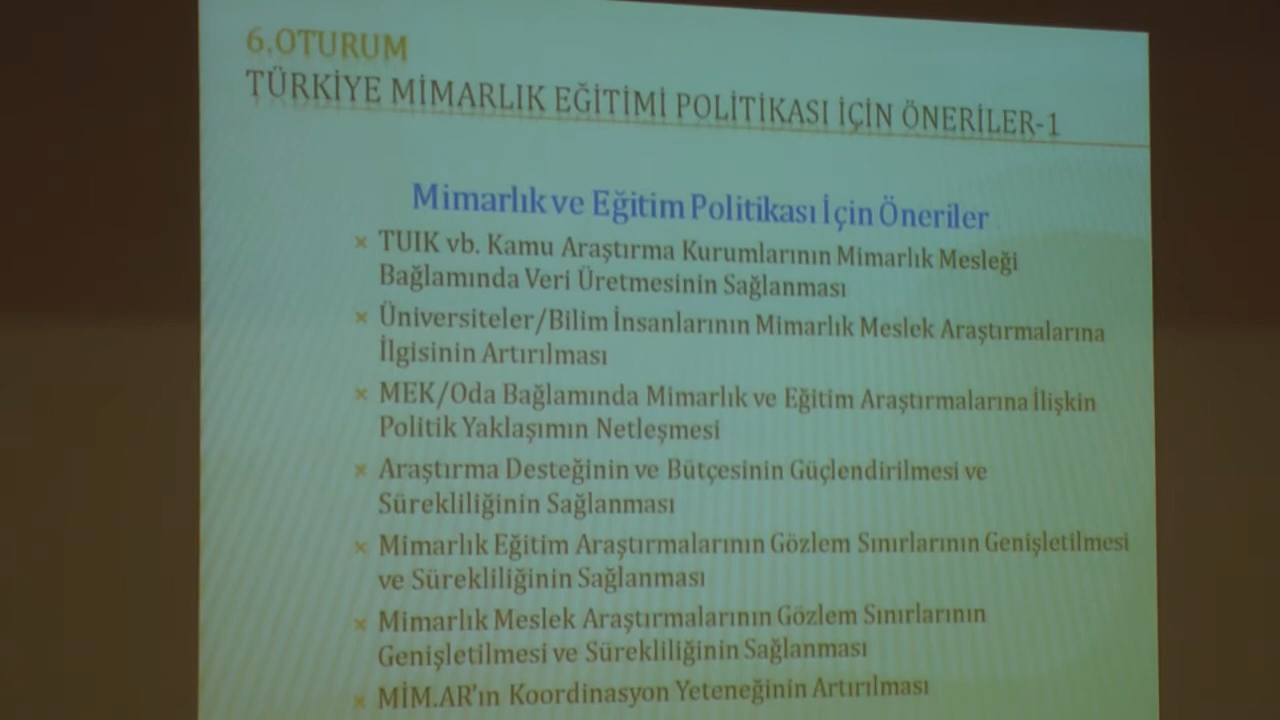 6.OTURUM
TÜRKİYE MİMARLIK EĞİTİMİ POLİTİKASI İÇİN ÖNERİLER-1
Mimarlık ve Eğitim Politikası İçin Öneriler
TUIK vb. Kamu Araştırma Kurumlarının Mimarlık Mesleği
Bağlamında Veri Üretmesinin Sağlanması
Üniversiteler/Bilim İnsanlarının Mimarlık Meslek Araştırmalarına
İlgisinin Artırılması
MEK/Oda Bağlamında Mimarlık ve Eğitim Araştırmalarına İlişkin
Politik Yaklaşımın Netleşmesi
Araştırma Desteğinin ve Bütçesinin Güçlendirilmesi ve
Sürekliliğinin Sağlanması
Mimarlık Eğitim Araştırmalarının Gözlem Sınırlarının Genişletilmesi
ve Sürekliliğinin Sağlanması
Mimarlık Meslek Araştırmalarının Gözlem Sınırlarının
Genişletilmesi ve Sürekliliğinin Sağlanması
MİM.AR'ın Koordinasyon Yeteneğinin Artırılması